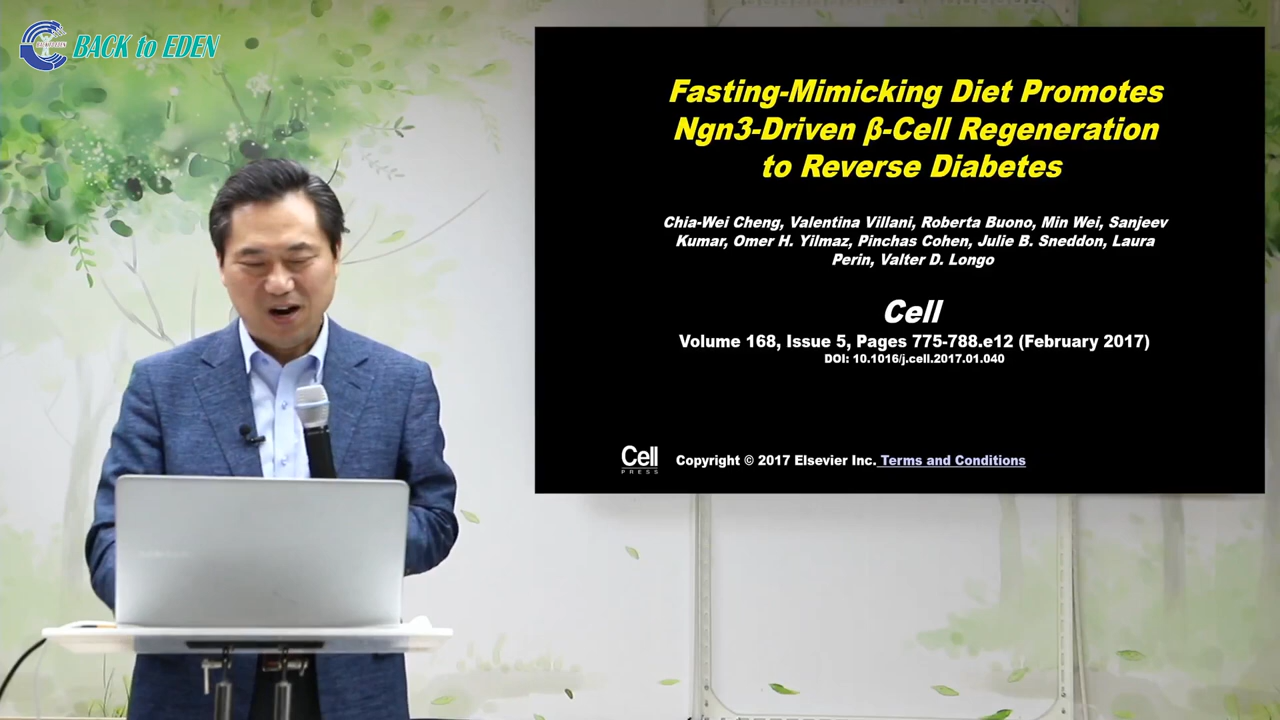 BACK to EDEN
Fasting-Mimicking Diet Promotes
Ngn3-Driven β-Cell Regeneration
to Reverse Diabetes
Chia-Wei Cheng, Valentina Villani, Roberta Buono, Min Wei, Sanjeev
Kumar, Omer H. Yilmaz, Pinchas Cohen, Julie B. Sneddon, Laura
Perin, Valter D. Longo
Cell
Volume 168, Issue 5, Pages 775-788.e12 (February 2017)
DOI: 10.1016/j.cell.2017.01.040
Cell
PRESS
Copyright © 2017 Elsevier Inc. Terms and Conditions